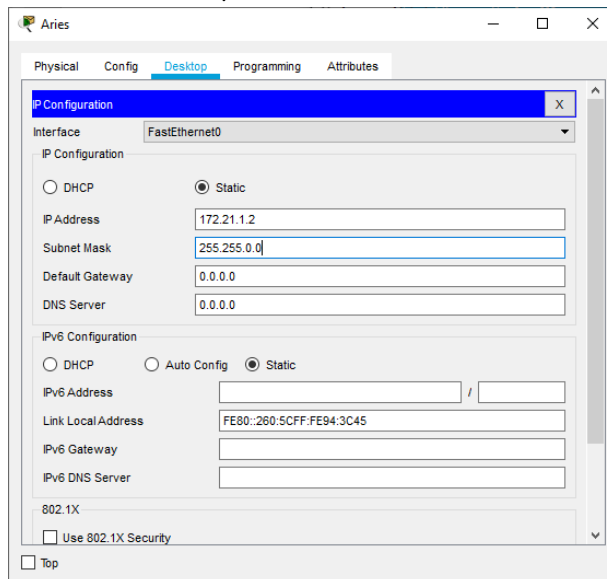 Aries
Physical Config Desktop Programming Attributes
IP Configuration X
Interface FastEthernet0
IP Configuration
DHCP Static
IP Address 172.21.1.2
Subnet Mask 255.255.0.0
Default Gateway 0.0.0.0
DNS Server 0.0.0.0
IPv6 Configuration
DHCP Auto Config Static
IPv6 Address /
Link Local Address FE80::260:5CFF:FE94:3C45
IPv6 Gateway
IPv6 DNS Server
802.1X
Use 802.1X Security
Top